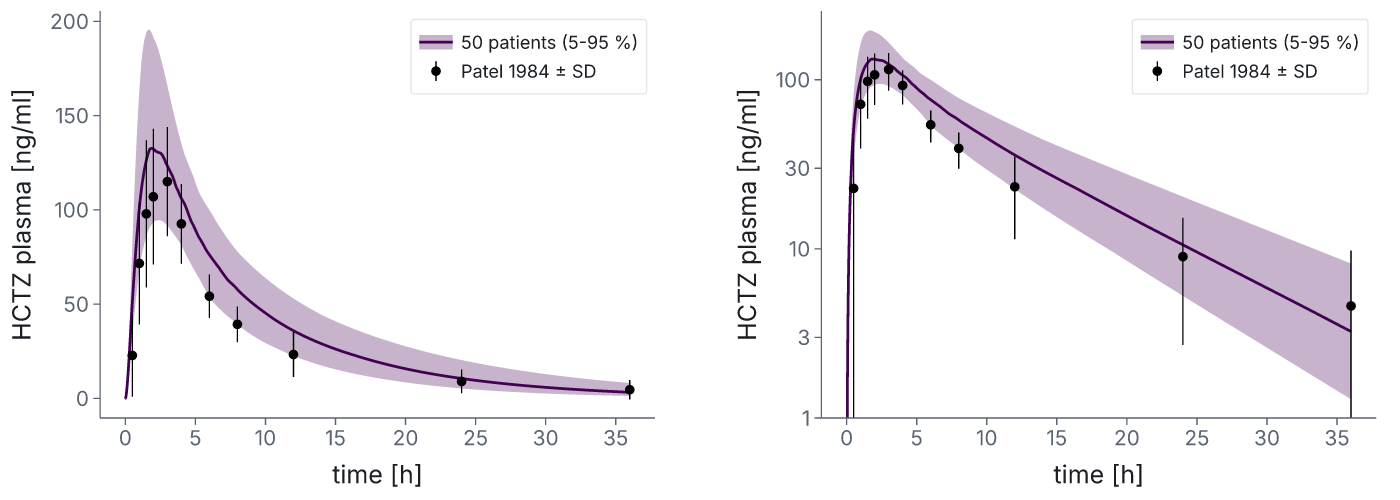 200
150
100
50
0
HCTZ plasma [ng/ml]
50 patients (5-95 %)
Patel 1984 ± SD
0 5 10 15 20 25 30 35
time [h]
100
30
10
3
1
HCTZ plasma [ng/ml]
50 patients (5-95 %)
Patel 1984 ± SD
0 5 10 15 20 25 30 35
time [h]